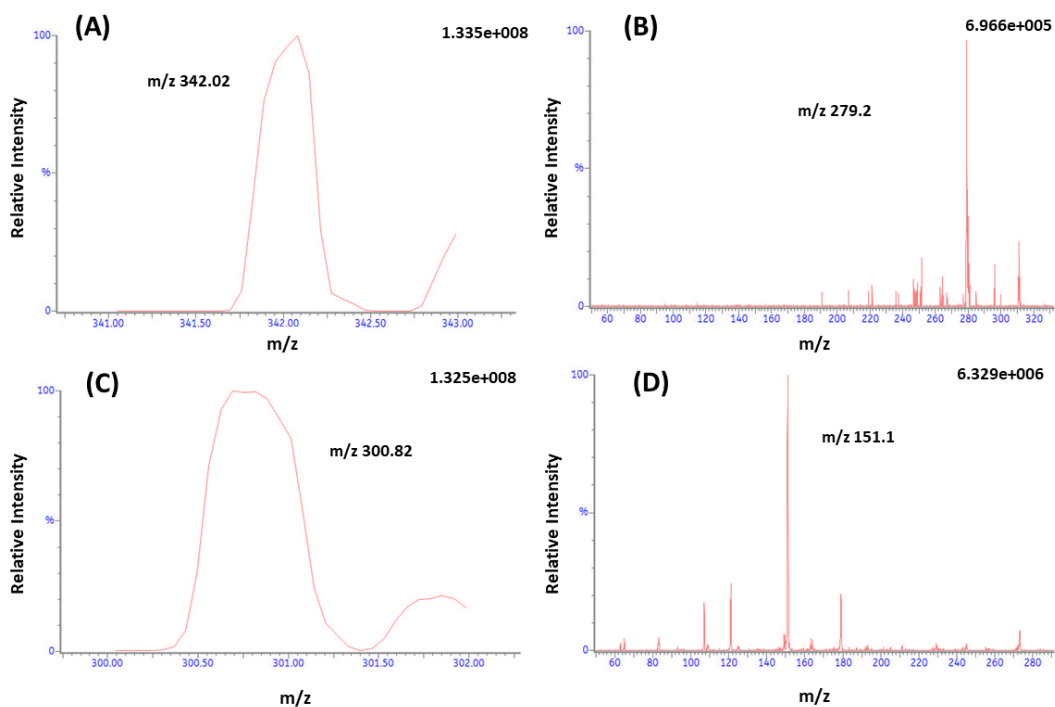 (A)
1.335e+008
100
m/z 342.02
%
0
Relative Intensity
341.00 341.50 342.00 342.50 343.00
m/z
(B)
6.966e+005
100
m/z 279.2
%
0
Relative Intensity
60 80 100 120 140 160 180 200 220 240 260 280 300 320
m/z
(C)
1.325e+008
100
m/z 300.82
%
0
Relative Intensity
300.00 300.50 301.00 301.50 302.00
m/z
(D)
6.329e+006
100
m/z 151.1
%
0
Relative Intensity
60 80 100 120 140 160 180 200 220 240 260 280
m/z